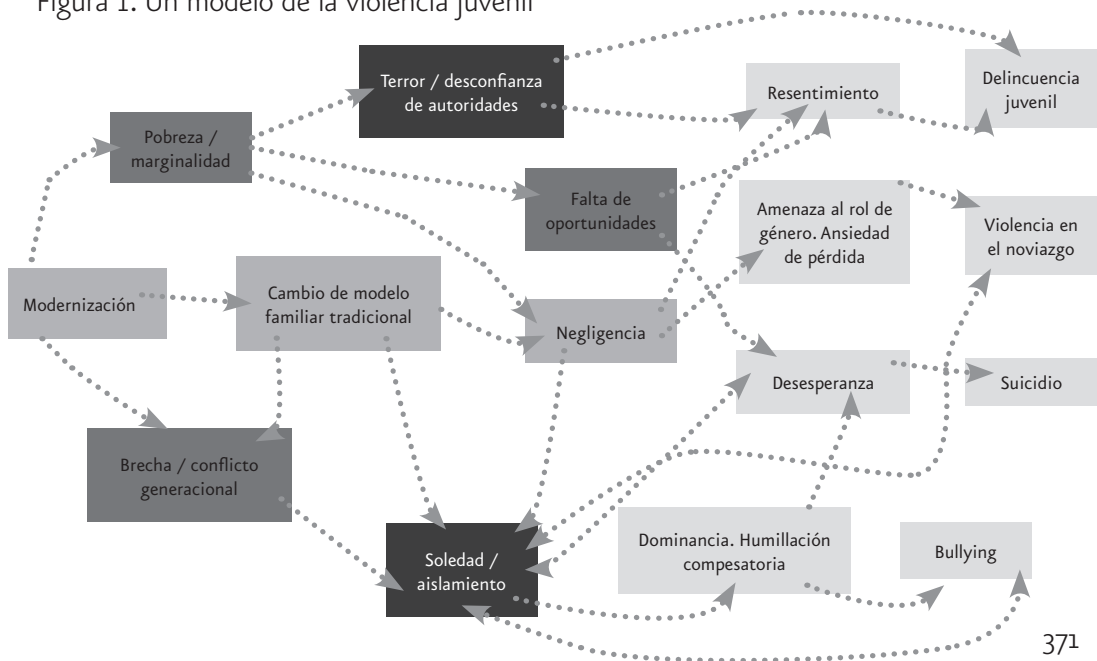 Figura 1. Un modelo de la violencia juvenil
Terror / desconfianza
de autoridades
Resentimiento
Delincuencia
juvenil
Pobreza /
marginalidad
Falta de
oportunidades
Amenaza al rol de
género. Ansiedad
de pérdida
Violencia en
el noviazgo
Modernización
Cambio de modelo
familiar tradicional
Negligencia
Desesperanza
Suicidio
Brecha / conflicto
generacional
Soledad /
aislamiento
Dominancia. Humillación
compesatoria
Bullying
371